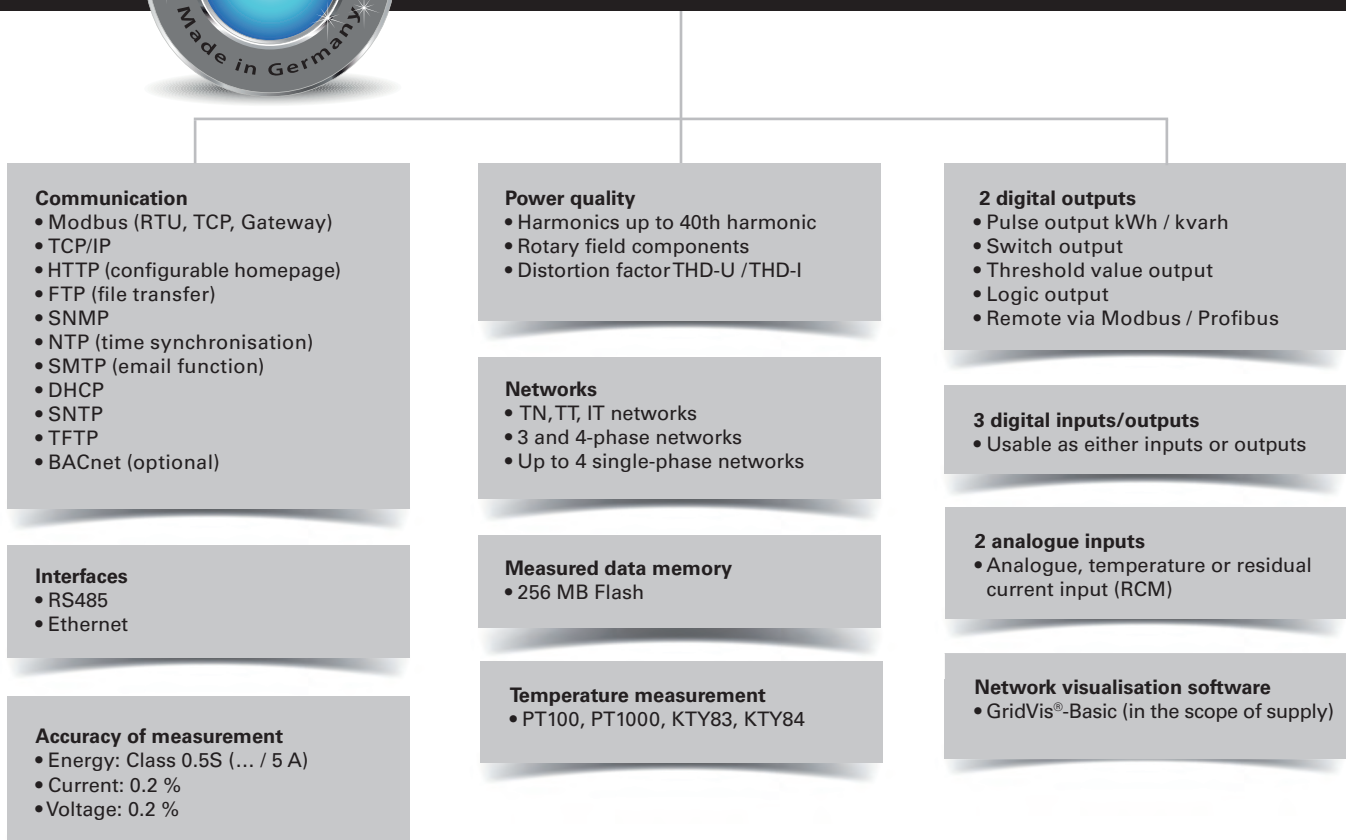 Made in Germany
Communication
• Modbus (RTU, TCP, Gateway)
• TCP/IP
• HTTP (configurable homepage)
• FTP (file transfer)
• SNMP
• NTP (time synchronisation)
• SMTP (email function)
• DHCP
• SNTP
• TFTP
• BACnet (optional)
Interfaces
• RS485
• Ethernet
Accuracy of measurement
• Energy: Class 0.5S (… / 5 A)
• Current: 0.2 %
• Voltage: 0.2 %
Power quality
• Harmonics up to 40th harmonic
• Rotary field components
• Distortion factor THD-U / THD-I
Networks
• TN, TT, IT networks
• 3 and 4-phase networks
• Up to 4 single-phase networks
Measured data memory
• 256 MB Flash
Temperature measurement
• PT100, PT1000, KTY83, KTY84
2 digital outputs
• Pulse output kWh / kvarh
• Switch output
• Threshold value output
• Logic output
• Remote via Modbus / Profibus
3 digital inputs/outputs
• Usable as either inputs or outputs
2 analogue inputs
• Analogue, temperature or residual
current input (RCM)
Network visualisation software
• GridVis®-Basic (in the scope of supply)